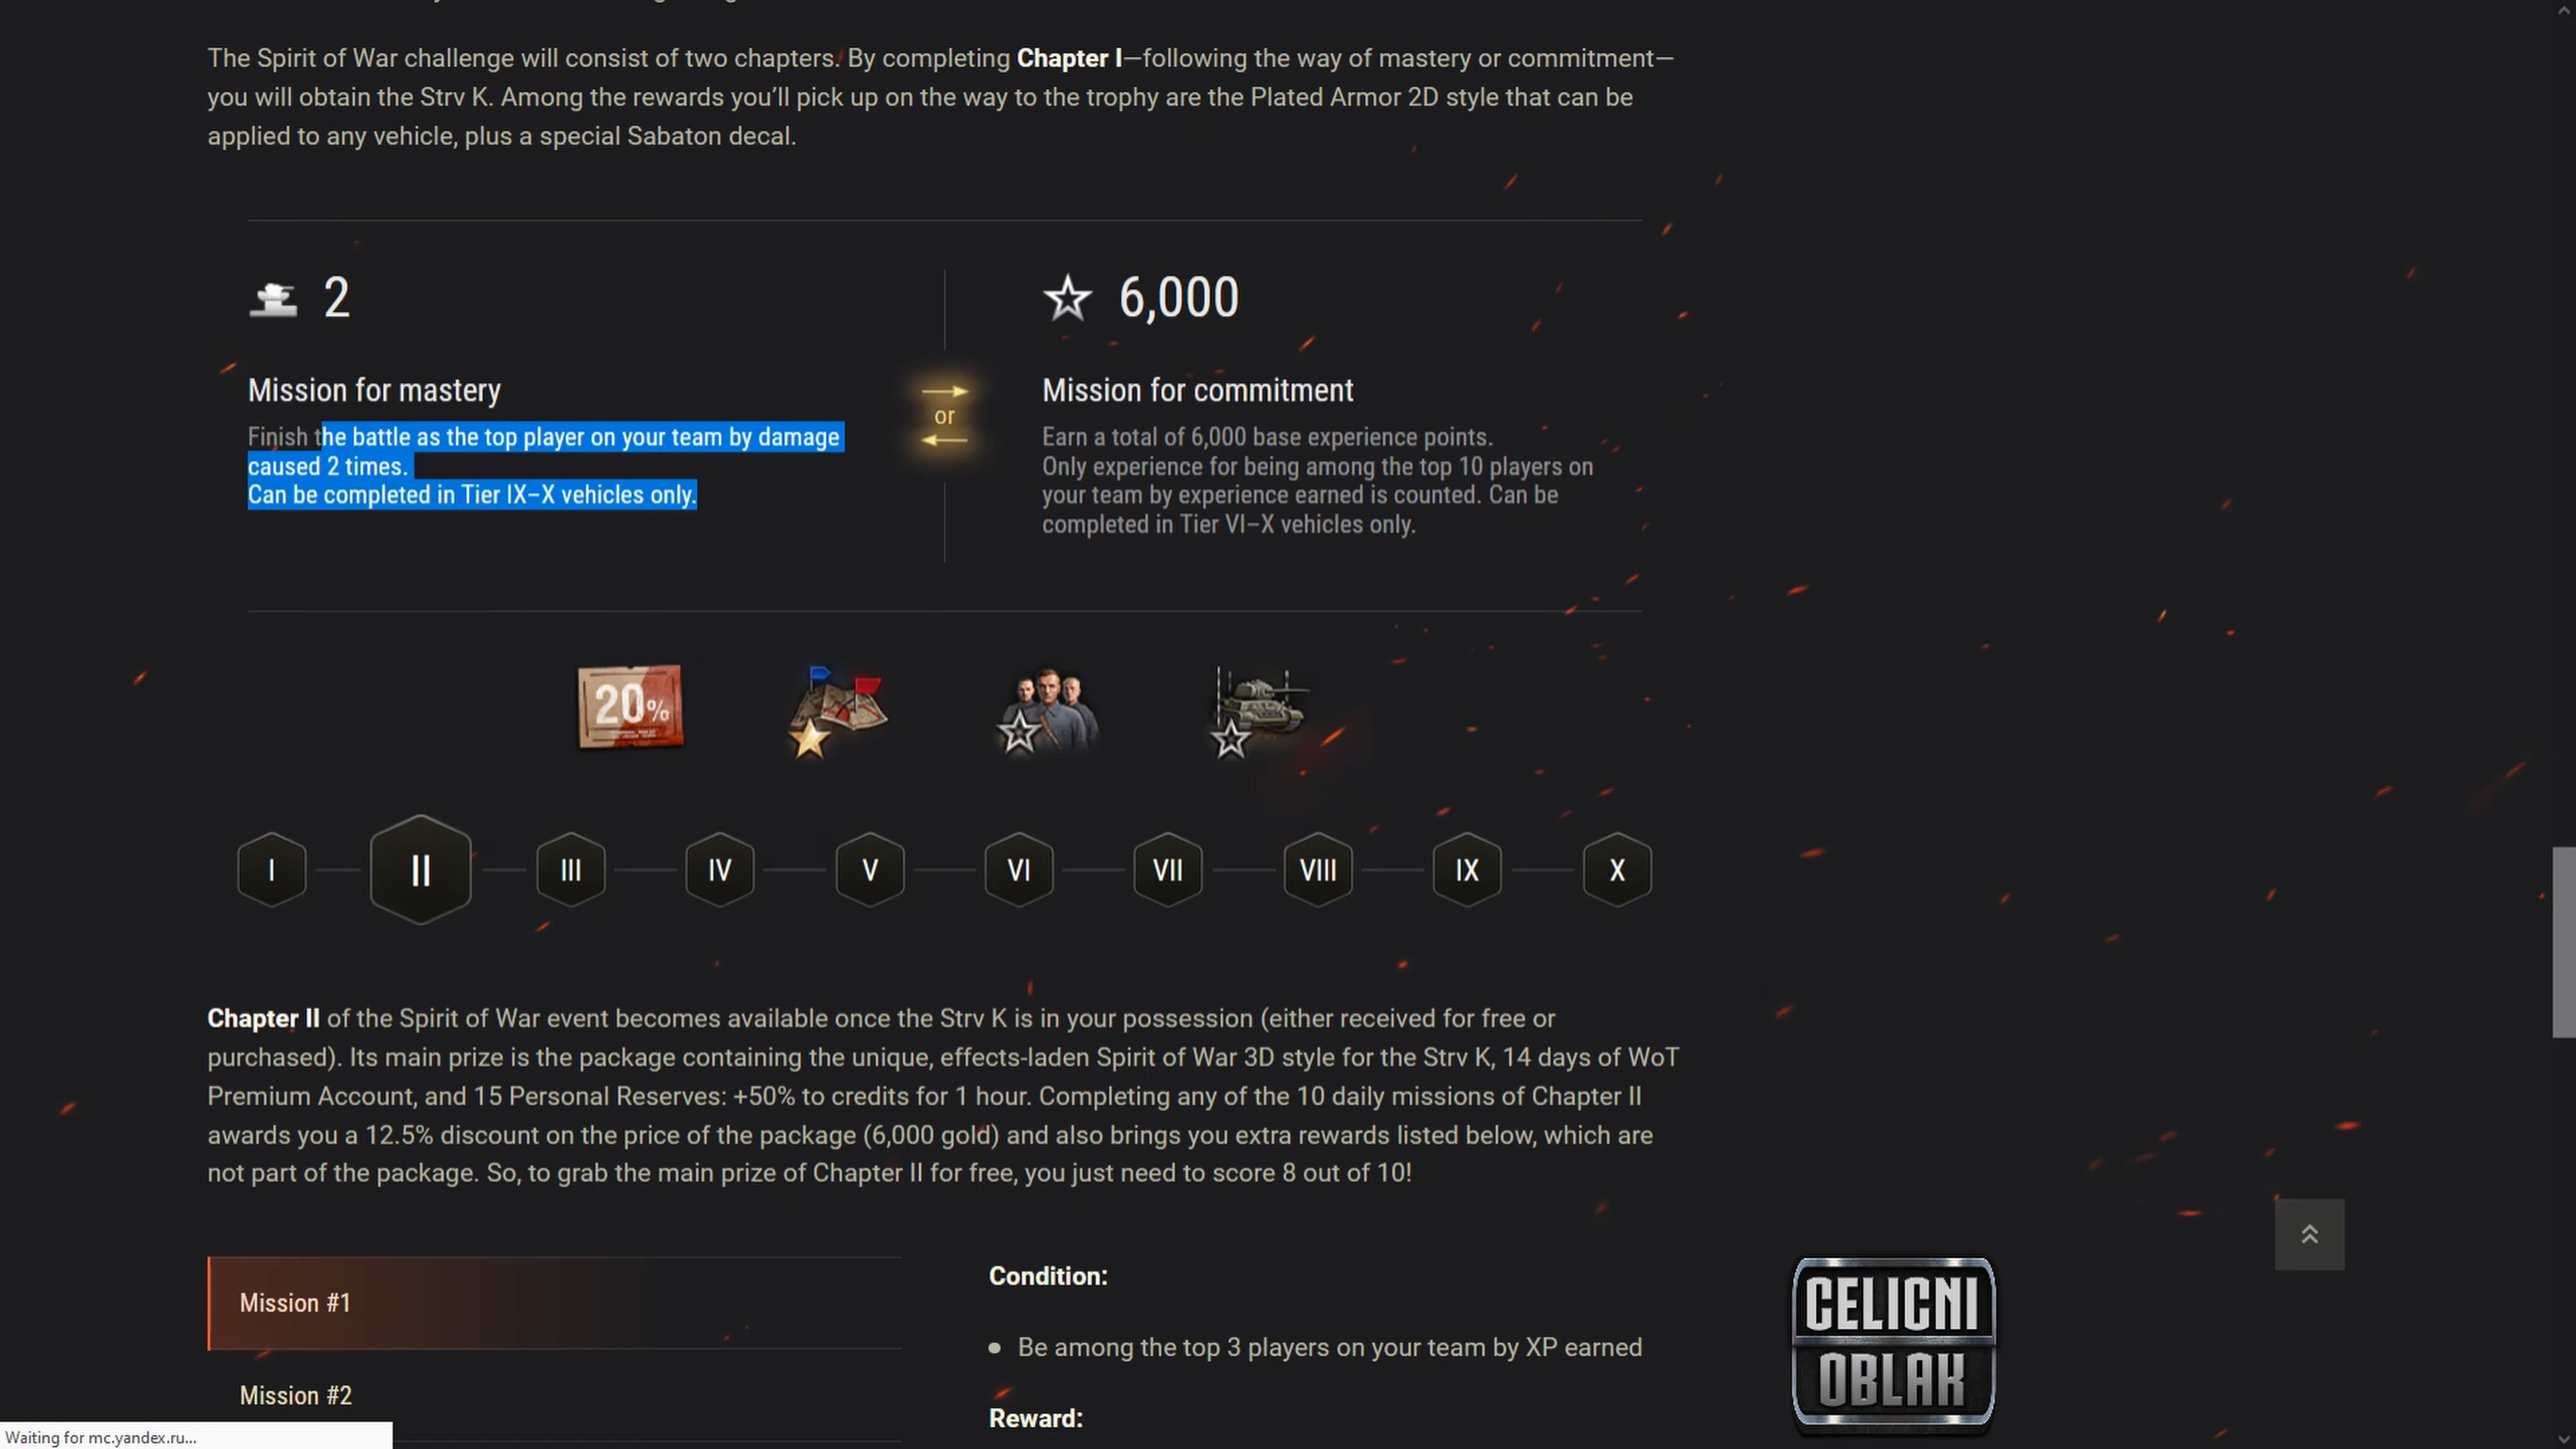 The Spirit of War challenge will consist of two chapters. By completing Chapter I—following the way of mastery or commitment—
you will obtain the Strv K. Among the rewards you'll pick up on the way to the trophy are the Plated Armor 2D style that can be
applied to any vehicle, plus a special Sabaton decal.
2
Mission for mastery
Finish the battle as the top player on your team by damage
caused 2 times.
Can be completed in Tier IX–X vehicles only.
or
6,000
Mission for commitment
Earn a total of 6,000 base experience points.
Only experience for being among the top 10 players on
your team by experience earned is counted. Can be
completed in Tier VI–X vehicles only.
20%
I II III IV V VI VII VIII IX X
Chapter II of the Spirit of War event becomes available once the Strv K is in your possession (either received for free or
purchased). Its main prize is the package containing the unique, effects-laden Spirit of War 3D style for the Strv K, 14 days of WoT
Premium Account, and 15 Personal Reserves: +50% to credits for 1 hour. Completing any of the 10 daily missions of Chapter II
awards you a 12.5% discount on the price of the package (6,000 gold) and also brings you extra rewards listed below, which are
not part of the package. So, to grab the main prize of Chapter II for free, you just need to score 8 out of 10!
Mission #1
Mission #2
Condition:
Be among the top 3 players on your team by XP earned
Reward:
CELICNI
OBLAK
Waiting for mc.yandex.ru...